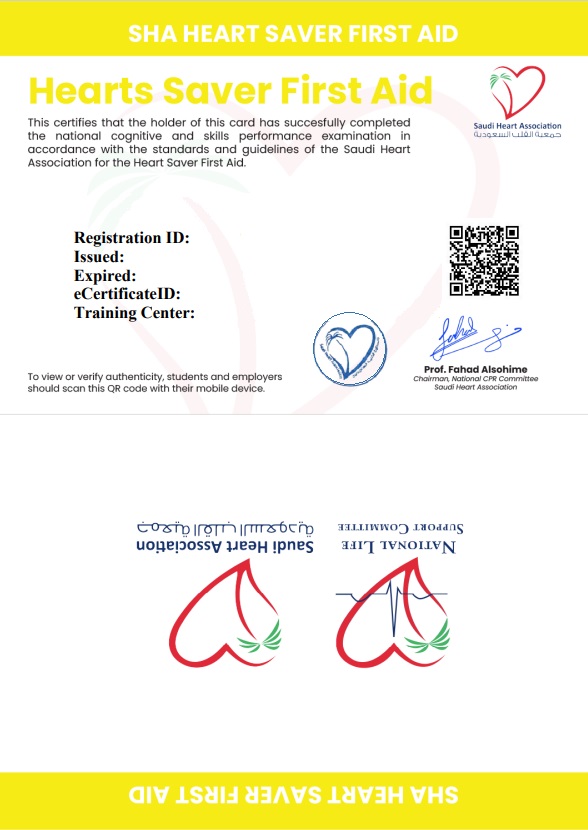 SHA HEART SAVER FIRST AID
Hearts Saver First Aid
This certifies that the holder of this card has succesfully completed
the national cognitive and skills performance examination in
accordance with the standards and guidelines of the Saudi Heart
Association for the Heart Saver First Aid.
Saudi Heart Association
جمعية القلب السعودية
Registration ID:
Issued:
Expired:
eCertificateID:
Training Center:
To view or verify authenticity, students and employers
should scan this QR code with their mobile device.
Prof. Fahad Alsohime
Chairman, National CPR Committee
Saudi Heart Association
جمعية القلب السعودية
Saudi Heart Association
NATIONAL LIFE
SUPPORT COMMITTEE
SHA HEART SAVER FIRST AID